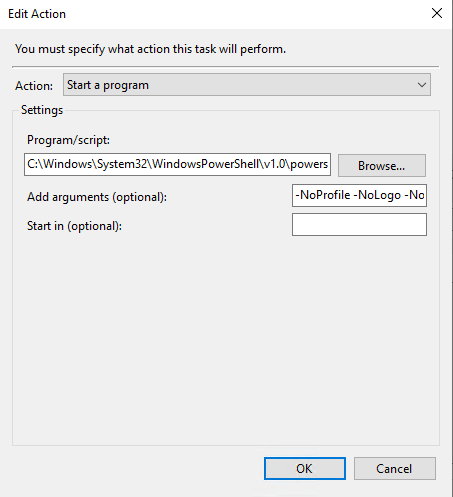 Edit Action
You must specify what action this task will perform.
Action: Start a program
Settings
Program/script:
C:\Windows\System32\WindowsPowerShell\v1.0\powers
Browse...
Add arguments (optional): -NoProfile -NoLogo -No
Start in (optional):
OK Cancel